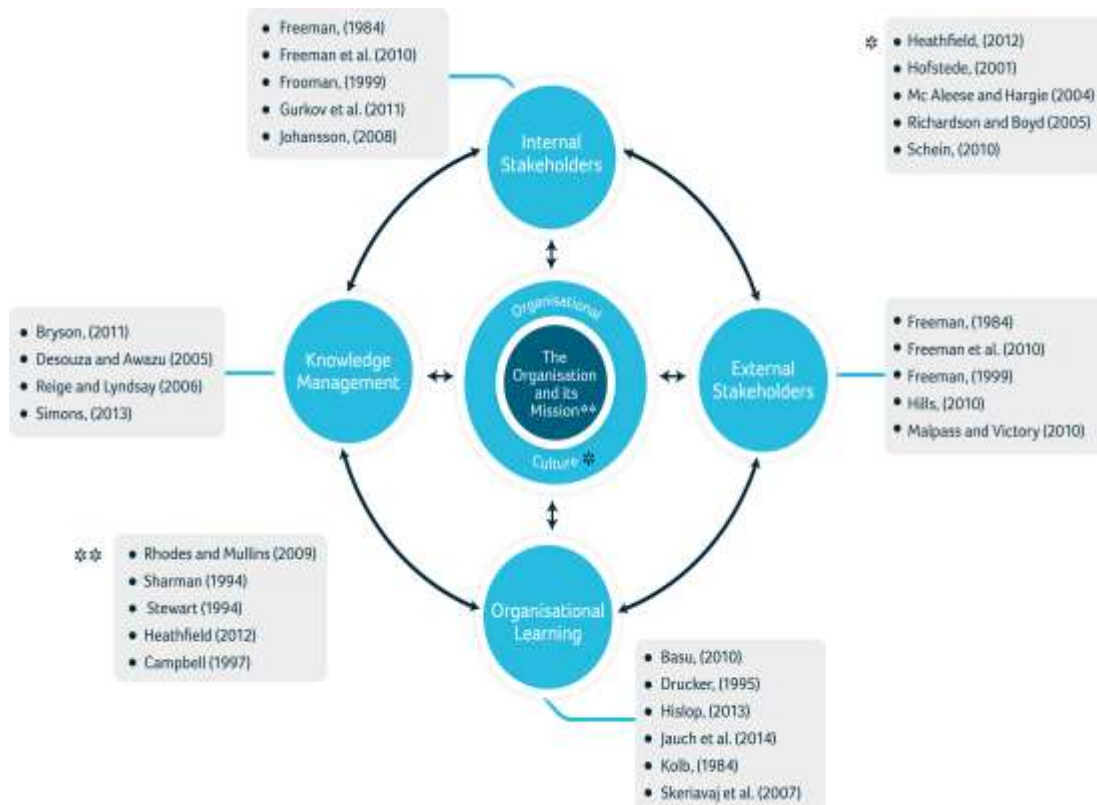 Freeman, (1984)
Freeman et al. (2010)
Frooman, (1999)
Gurkov et al. (2011)
Johansson, (2008)
✲
Heathfield, (2012)
Hofstede, (2001)
Mc Aleese and Hargie (2004)
Richardson and Boyd (2005)
Schein, (2010)
Internal
Stakeholders
Bryson, (2011)
Desouza and Awazu (2005)
Reige and Lyndsay (2006)
Simons, (2013)
Knowledge
Management
Organisational
The
Organisation
and its
Mission✲✲
Culture ✲
External
Stakeholders
Freeman, (1984)
Freeman et al. (2010)
Freeman, (1999)
Hills, (2010)
Malpass and Victory (2010)
✲✲
Rhodes and Mullins (2009)
Sharman (1994)
Stewart (1994)
Heathfield (2012)
Campbell (1997)
Organisational
Learning
Basu, (2010)
Drucker, (1995)
Hislop, (2013)
Jauch et al. (2014)
Kolb, (1984)
Skeriavaj et al. (2007)